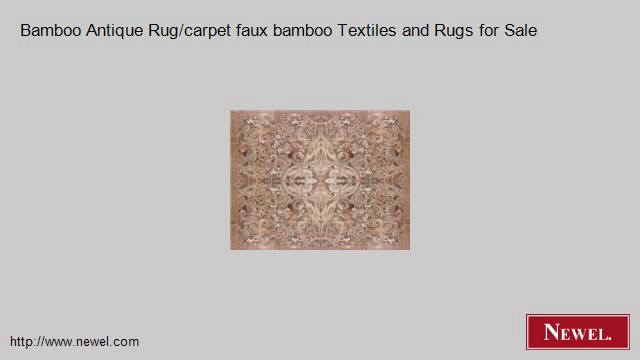 Bamboo Antique Rug/carpet faux bamboo Textiles and Rugs for Sale
http://www.newel.com
NEWEL.